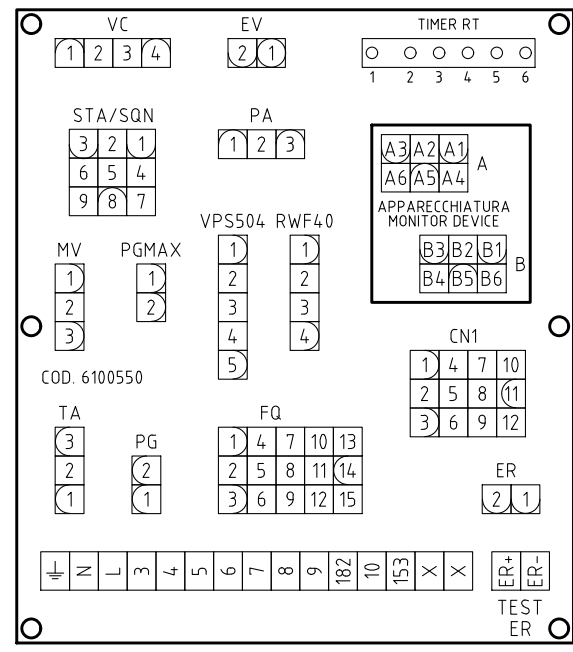 VC EV TIMER RT
1 2 3 4 2 1
1 2 3 4 5 6
STA/SQN PA
3 2 1 1 2 3
6 5 4
9 8 7
A3 A2 A1
A6 A5 A4 A
APPARECCHIATURA
MONITOR DEVICE
B3 B2 B1
B4 B5 B6 B
MV PGMAX VPS504 RWF40
1 1 1 1
2 2 2 2
3 3 3
4 4
5
COD. 6100550
CN1
1 4 7 10
2 5 8 11
3 6 9 12
TA PG FQ
3 1 4 7 10 13
2 2 2 5 8 11 14
1 1 3 6 9 12 15
ER
2 1
N L 3 4 5 6 7 8 9 182 10 153 X X ER+ ER-
TEST
ER